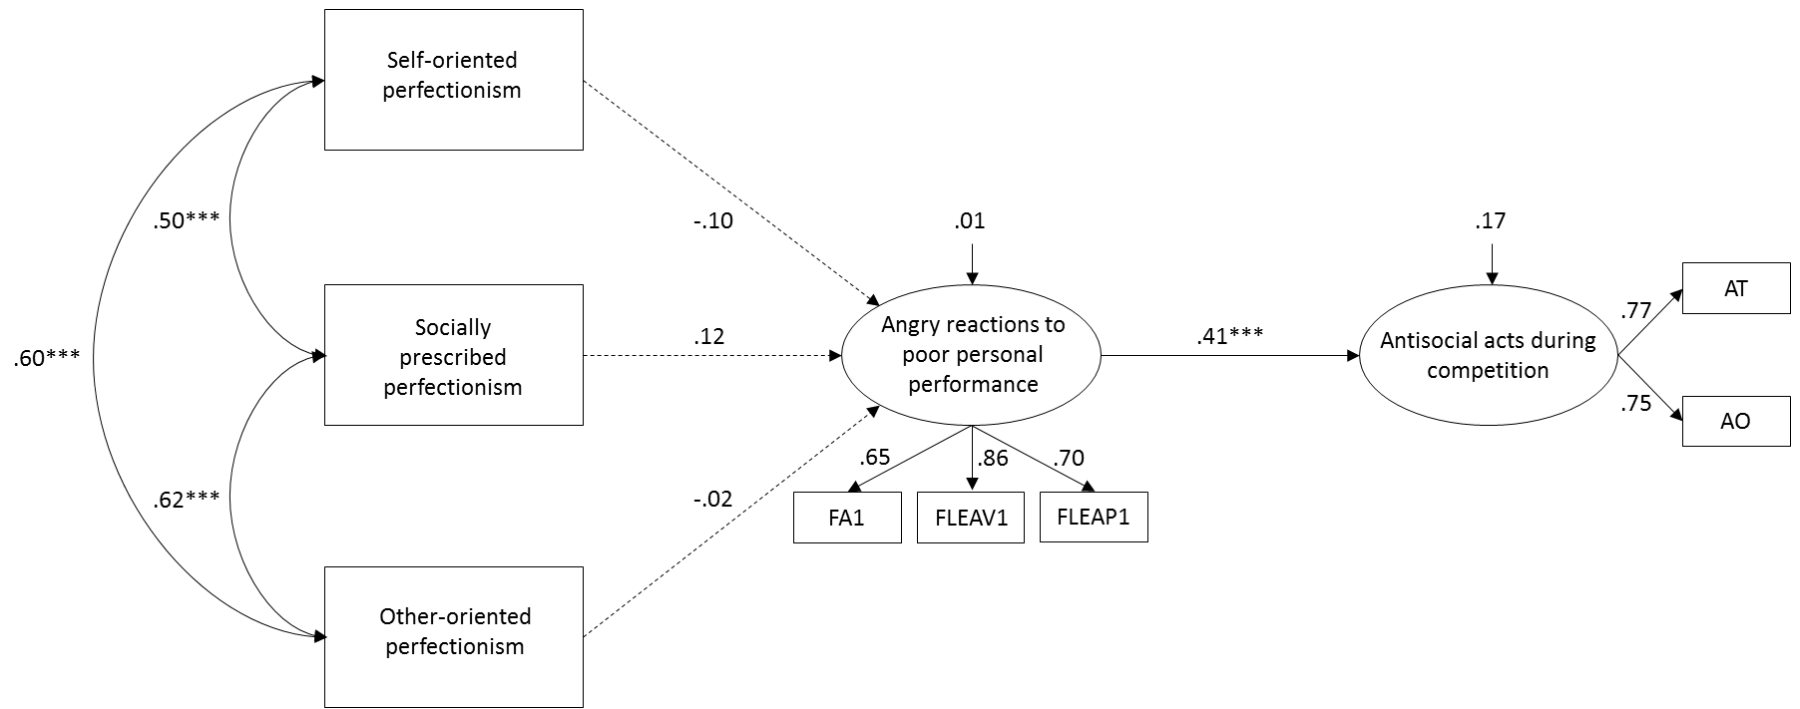 Self-oriented
perfectionism
.50***
-.10
.01
.17
AT
.77
Socially
prescribed
perfectionism
.60***
.12
Angry reactions to
poor personal
performance
.41***
Antisocial acts during
competition
.75
AO
.65
.86
.70
.62***
-.02
FA1
FLEAV1
FLEAP1
Other-oriented
perfectionism